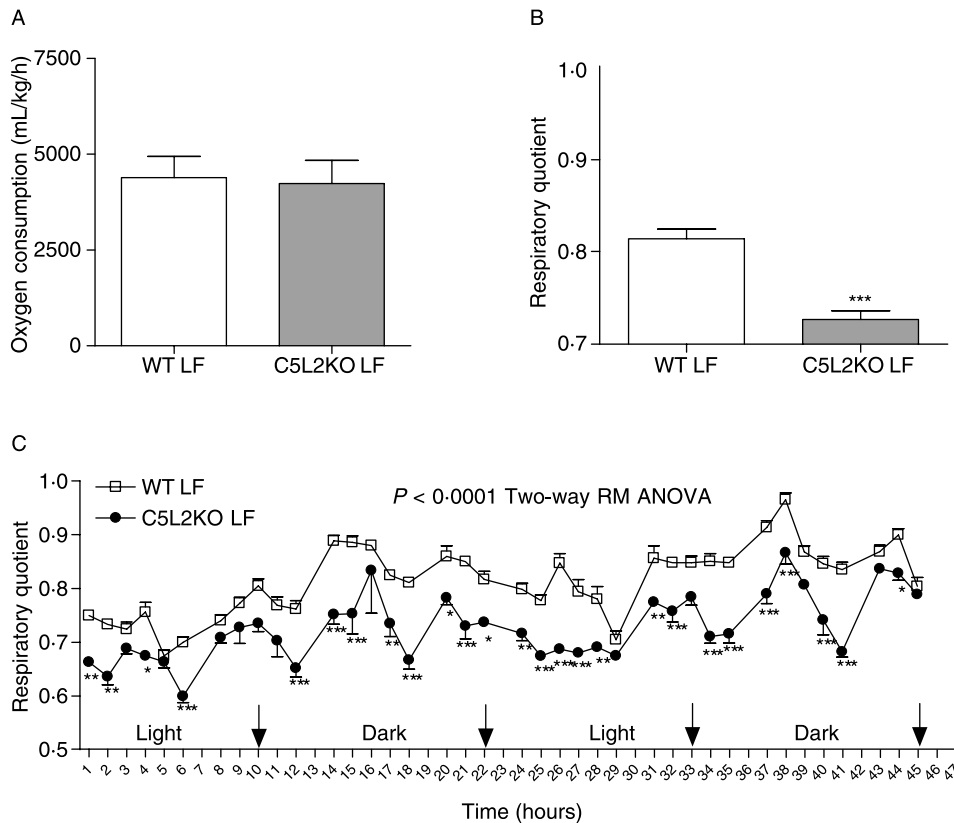 A
Oxygen consumption (mL/kg/h)
7500
5000
2500
0
WT LF
C5L2KO LF
B
Respiratory quotient
1·0
0·9
0·8
0·7
***
WT LF
C5L2KO LF
C
Respiratory quotient
1·0
0·9
0·8
0·7
0·6
0·5
WT LF
C5L2KO LF
P < 0·0001 Two-way RM ANOVA
** ** * *** *** *** *** ** *** * *** * ** *** *** *** ** ** *** *** *** *** *** *** *** *
Light
Dark
Light
Dark
1 2 3 4 5 6 7 8 9 10 11 12 13 14 15 16 17 18 19 20 21 22 23 24 25 26 27 28 29 30 31 32 33 34 35 36 37 38 39 40 41 42 43 44 45 46 47
Time (hours)